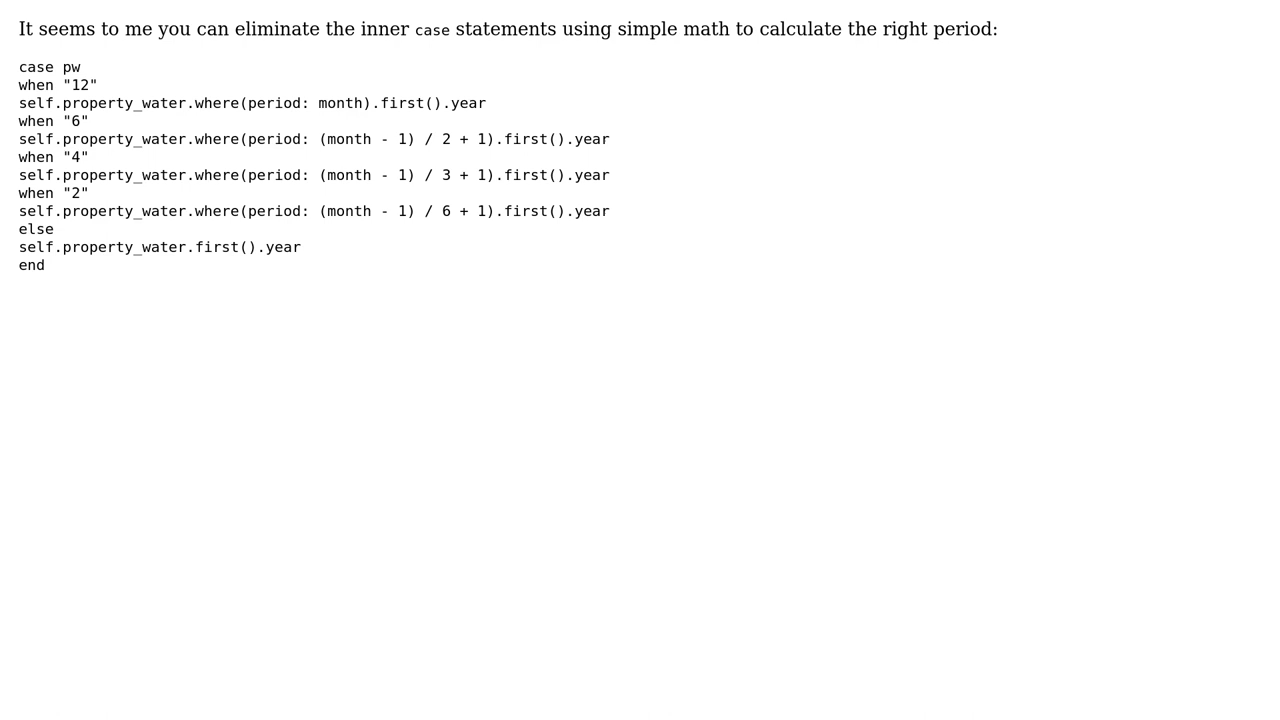 It seems to me you can eliminate the inner case statements using simple math to calculate the right period:
case pw
when "12"
self.property_water.where(period: month).first().year
when "6"
self.property_water.where(period: (month - 1) / 2 + 1).first().year
when "4"
self.property_water.where(period: (month - 1) / 3 + 1).first().year
when "2"
self.property_water.where(period: (month - 1) / 6 + 1).first().year
else
self.property_water.first().year
end